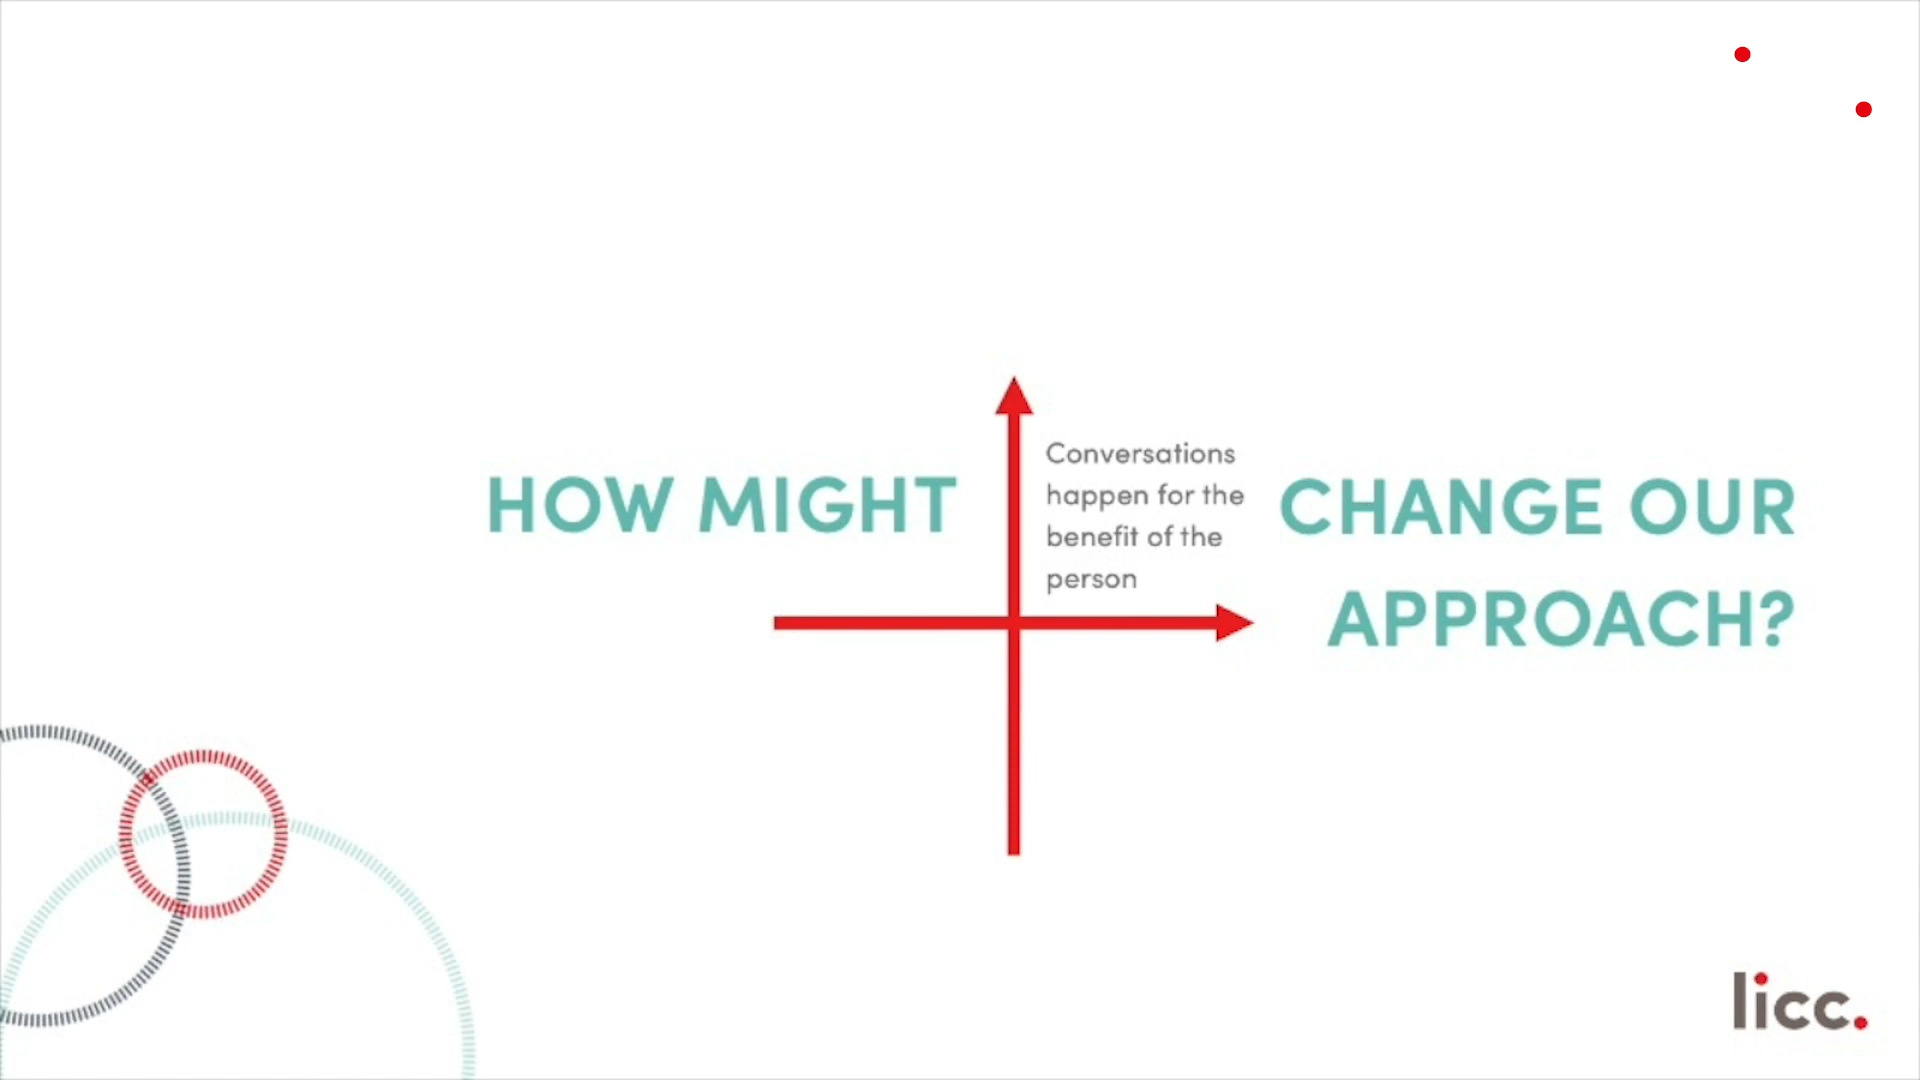 HOW MIGHT
Conversations
happen for the
benefit of the
person
CHANGE OUR
APPROACH?
licc.